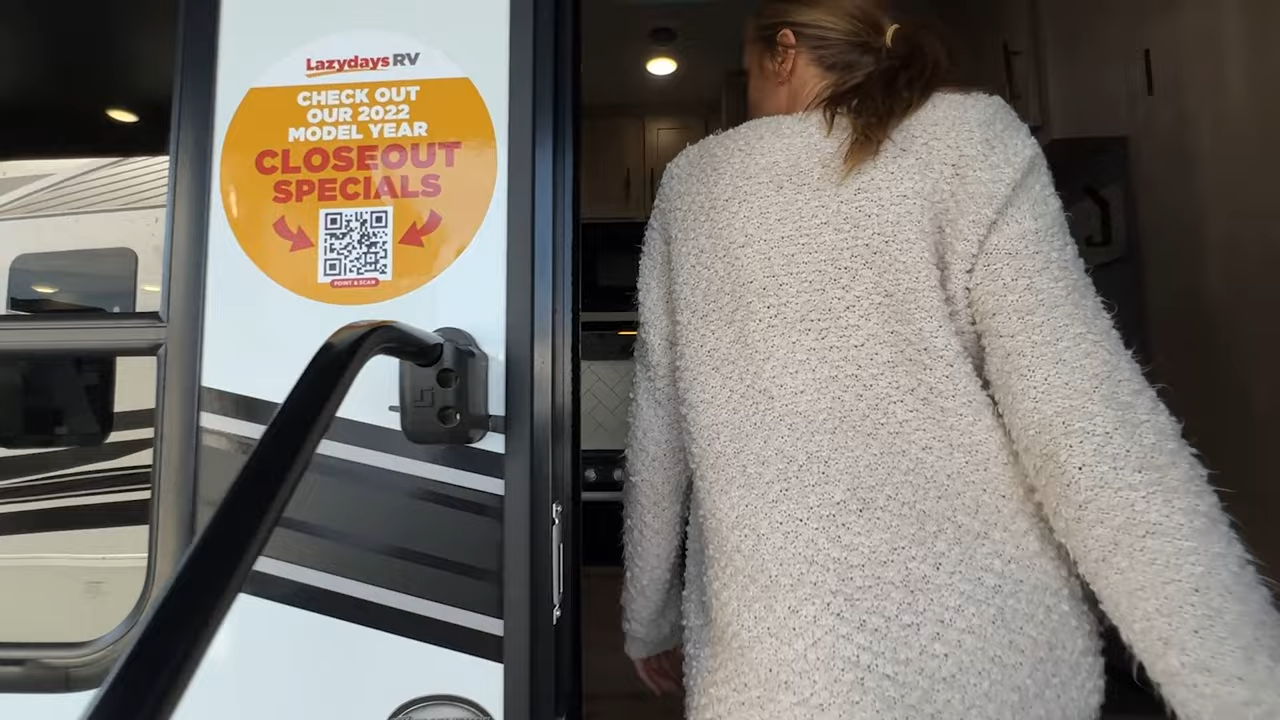 Lazydays RV
CHECK OUT
OUR 2022
MODEL YEAR
CLOSEOUT
SPECIALS
POINT & SCAN